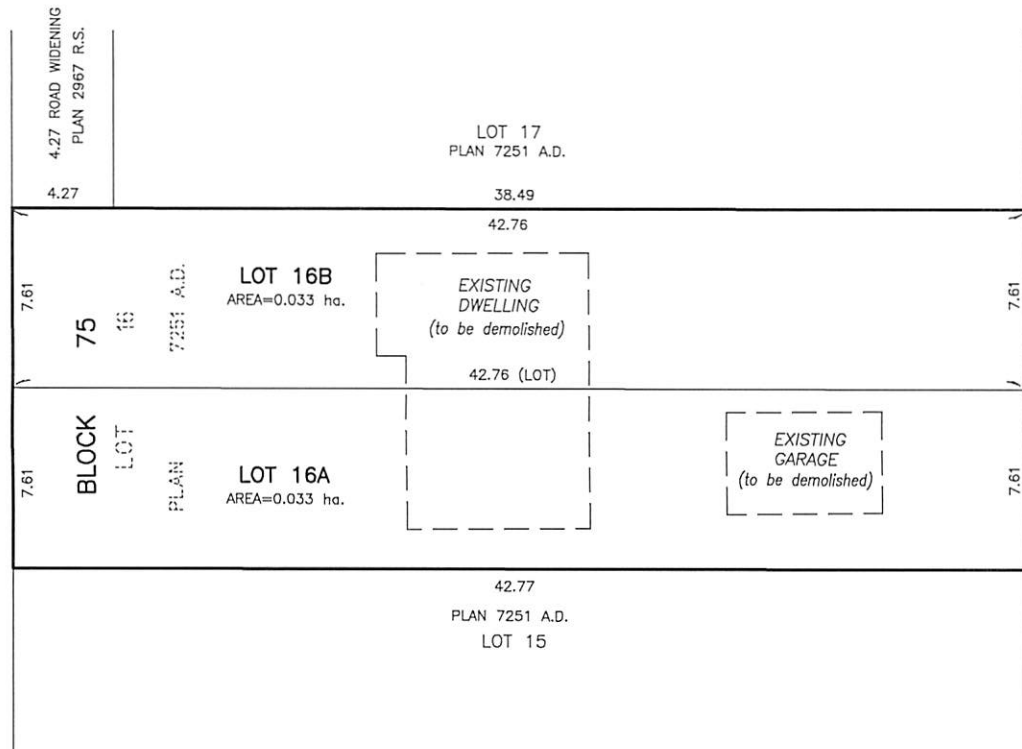 4.27 ROAD WIDENING
PLAN 2967 R.S.
4.27
LOT 17
PLAN 7251 A.D.
38.49
42.76
7.61
75
16
7251 A.D.
LOT 16B
AREA=0.033 ha.
EXISTING
DWELLING
(to be demolished)
7.61
42.76 (LOT)
7.61
BLOCK
LOT
PLAN
LOT 16A
AREA=0.033 ha.
EXISTING
GARAGE
(to be demolished)
7.61
42.77
PLAN 7251 A.D.
LOT 15